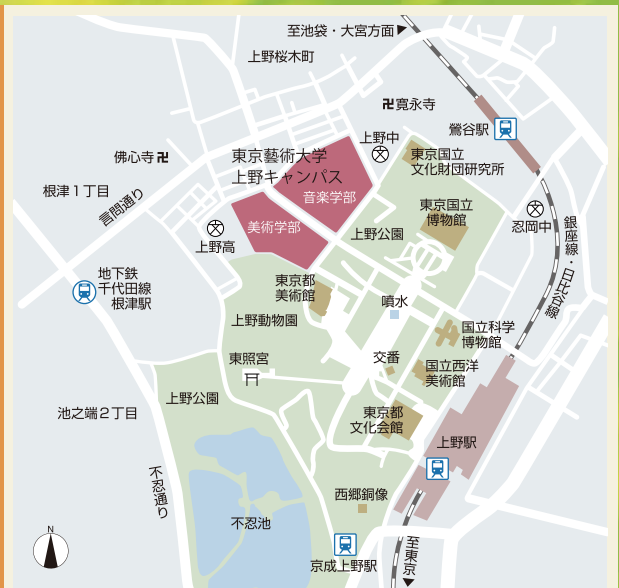 至池袋・大宮方面▶
上野桜木町
卍寛永寺
鶯谷駅
上野中
東京国立
文化財団研究所
佛心寺卍
東京藝術大学
上野キャンパス
音楽学部
根津1丁目
言問通り
美術学部
上野高
東京国立
博物館
忍岡中
上野公園
銀座線・日比谷線
地下鉄
千代田線
根津駅
東京都
美術館
噴水
上野動物園
国立科学
博物館
東照宮
交番
国立西洋
美術館
上野公園
池之端2丁目
東京都
文化会館
上野駅
不忍通り
西郷銅像
不忍池
N
京成上野駅
至東京▼